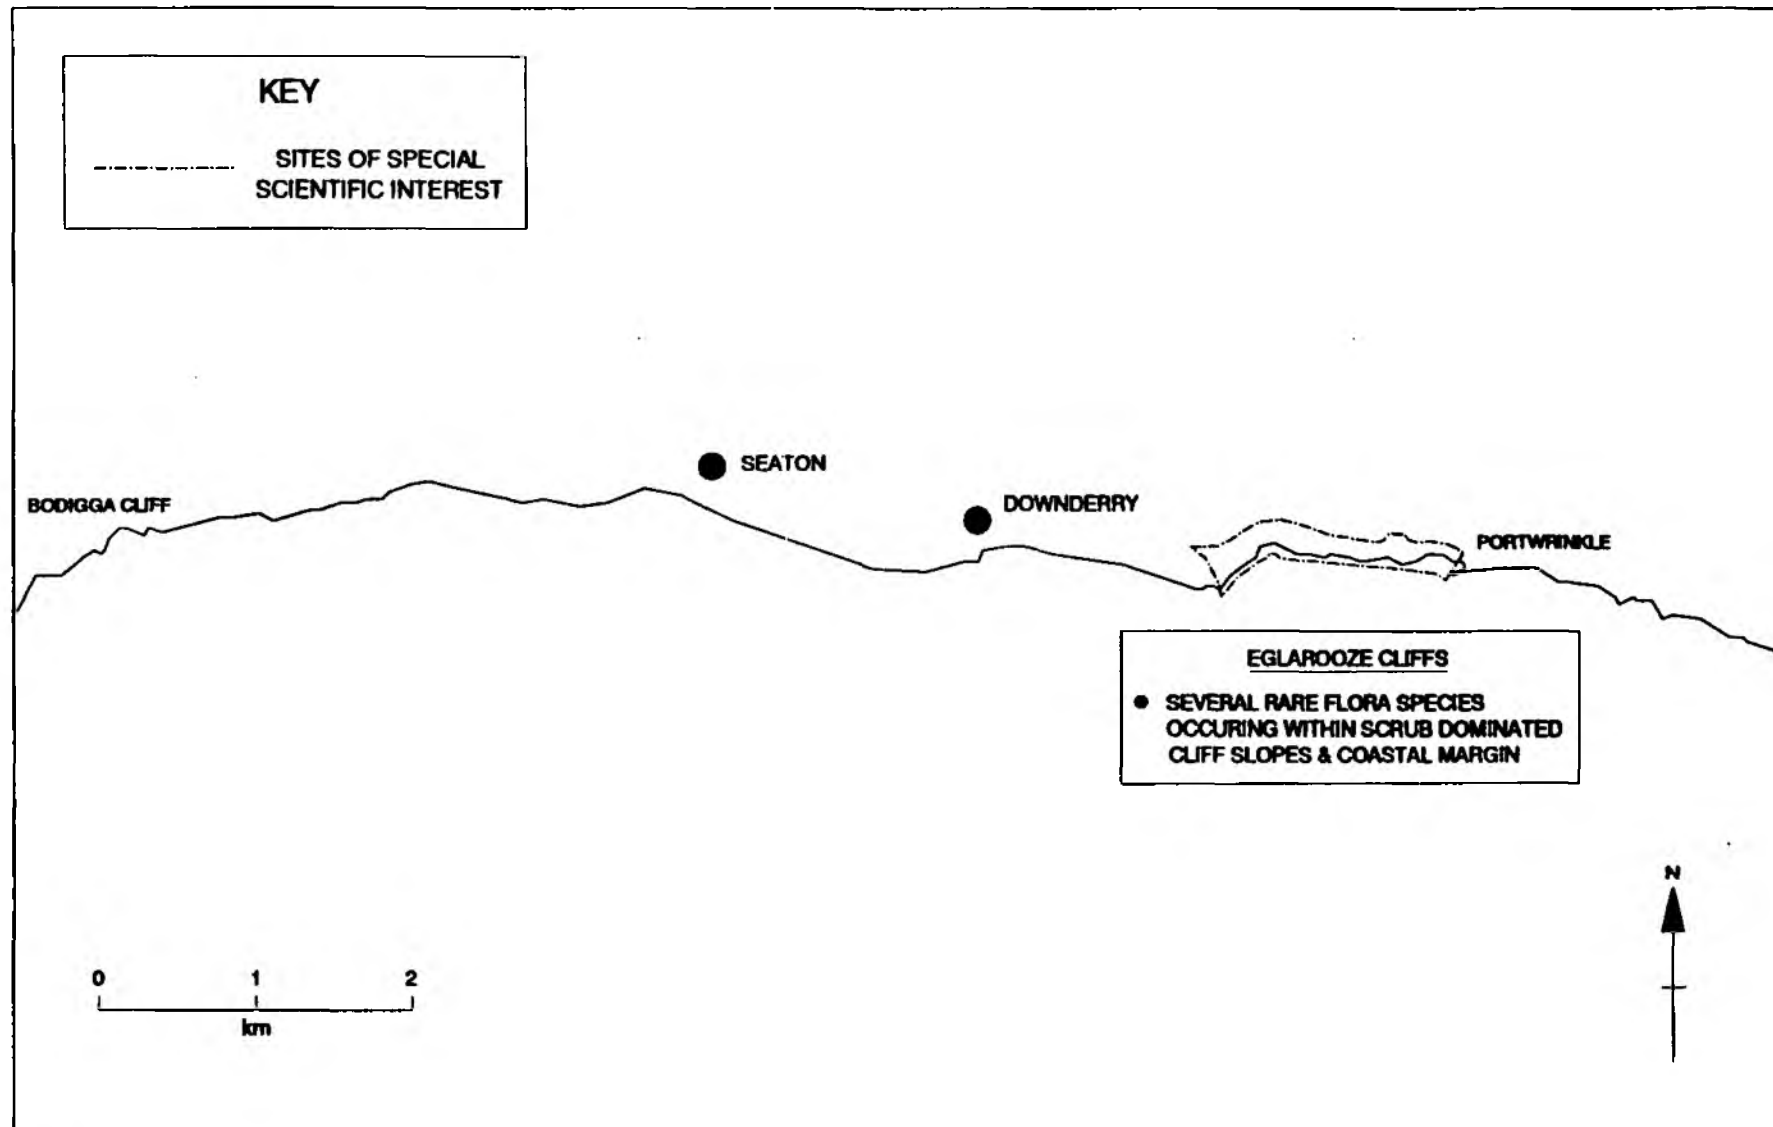 KEY
SITES OF SPECIAL
SCIENTIFIC INTEREST
SEATON
BODIGGA CLIFF
DOWNDERRY
PORTWRINKLE
EGLAROOZE CLIFFS
● SEVERAL RARE FLORA SPECIES
OCCURING WITHIN SCRUB DOMINATED
CLIFF SLOPES & COASTAL MARGIN
N
0 1 2
km